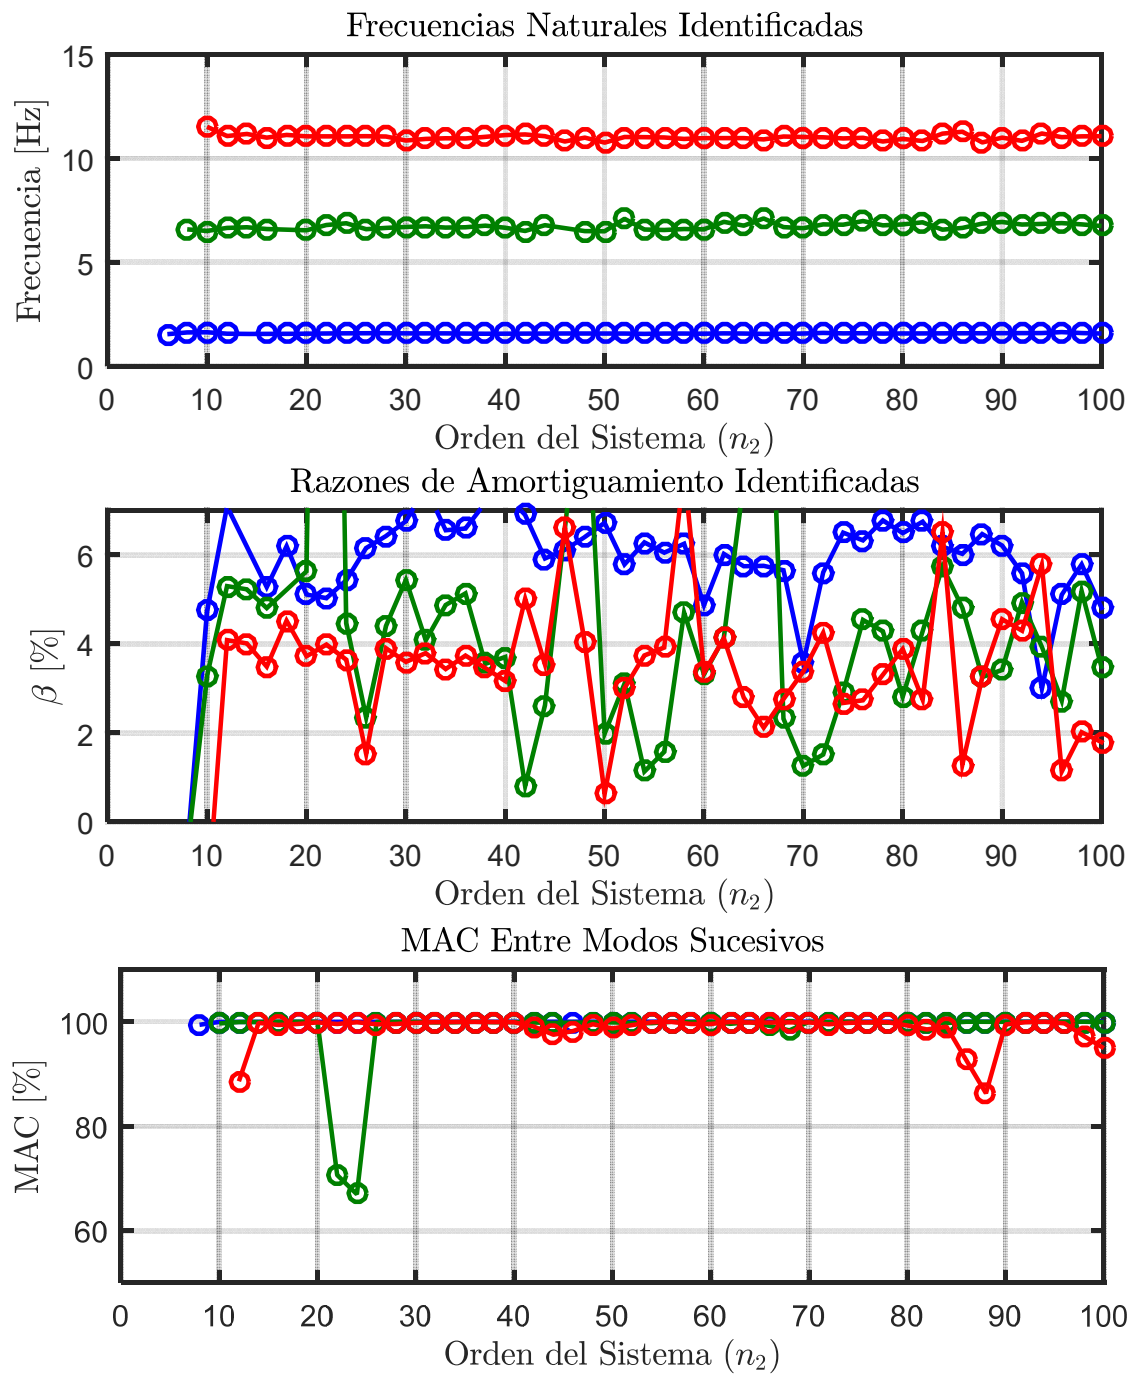 Frecuencias Naturales Identificadas
15
10
5
0
Frecuencia [Hz]
0 10 20 30 40 50 60 70 80 90 100
Orden del Sistema (n₂)
Razones de Amortiguamiento Identificadas
6
4
2
0
β [%]
0 10 20 30 40 50 60 70 80 90 100
Orden del Sistema (n₂)
MAC Entre Modos Sucesivos
100
80
60
MAC [%]
0 10 20 30 40 50 60 70 80 90 100
Orden del Sistema (n₂)